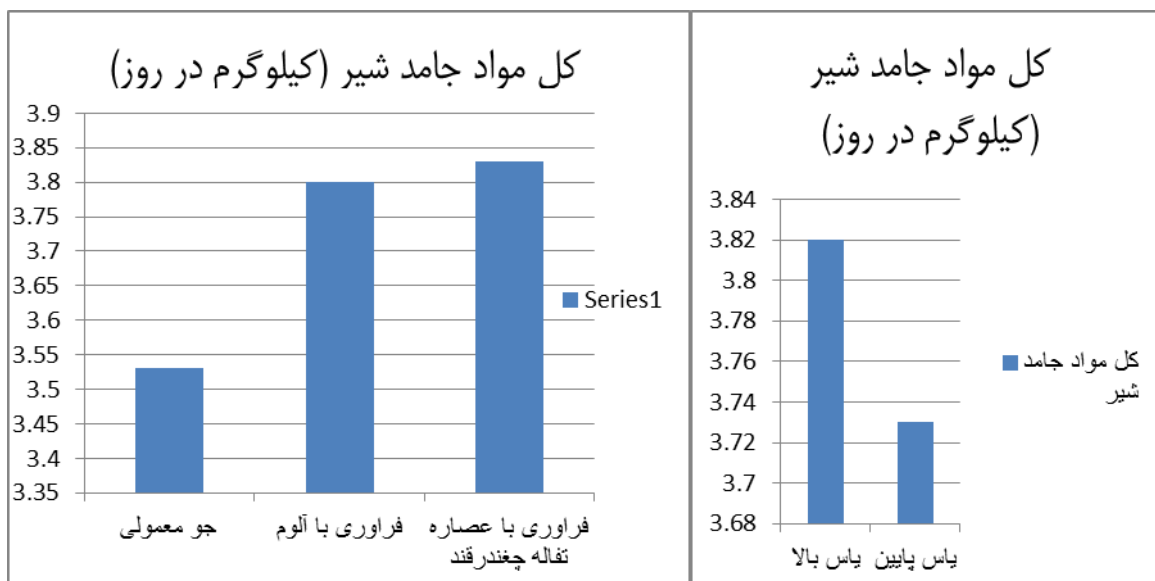 کل مواد جامد شیر (کیلوگرم در روز)
3.9
3.85
3.8
3.75
3.7
3.65
3.6
3.55
3.5
3.45
3.4
3.35
جو معمولی
فراوری با آلوم
فراوری با عصاره
تفاله چغندرقند
Series1
کل مواد جامد شیر
(کیلوگرم در روز)
3.84
3.82
3.8
3.78
3.76
3.74
3.72
3.7
3.68
یاس بالا
یاس پایین
کل مواد جامد
شیر